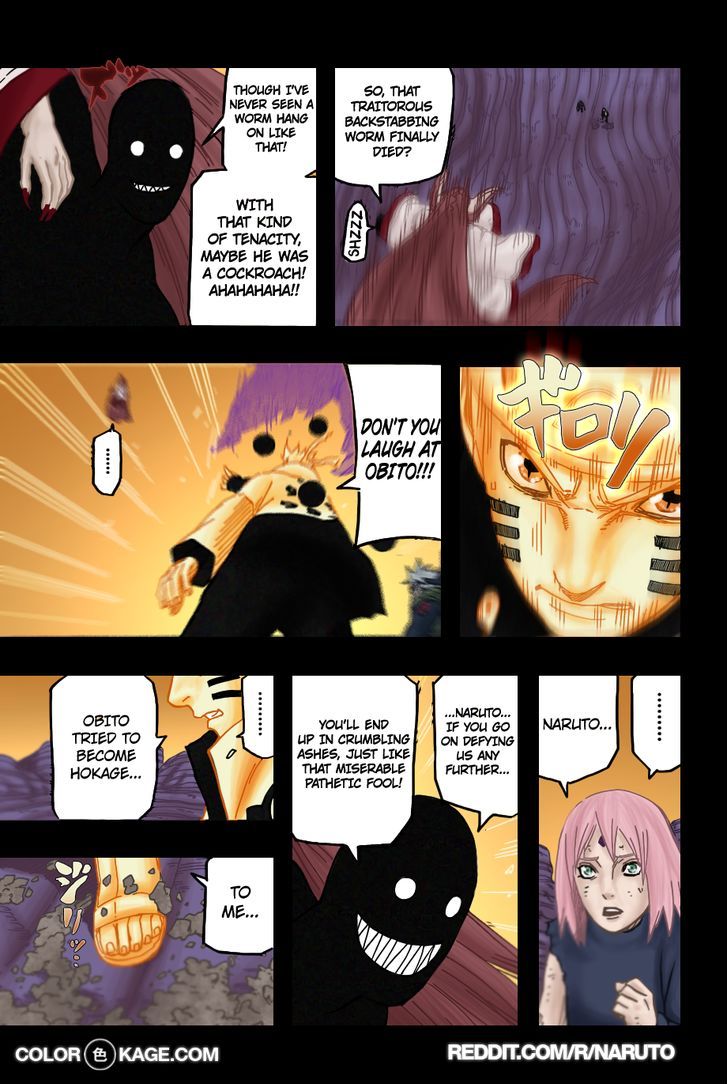 SO, THAT
TRAITOROUS
BACKSTABBING
WORM FINALLY
DIED?
SHZZZ
THOUGH I'VE
NEVER SEEN A
WORM HANG
ON LIKE
THAT!
WITH
THAT KIND
OF TENACITY,
MAYBE HE WAS
A COCKROACH!
AHAHAHAHA!!
ギロリ
DON'T YOU
LAUGH AT
OBITO!!!
......
........
NARUTO...
...NARUTO...
IF YOU GO
ON DEFYING
US ANY
FURTHER...
YOU'LL END
UP IN CRUMBLING
ASHES, JUST LIKE
THAT MISERABLE
PATHETIC FOOL!
........
OBITO
TRIED TO
BECOME
HOKAGE...
TO
ME...
COLOR 色 KAGE.COM
REDDIT.COM/R/NARUTO